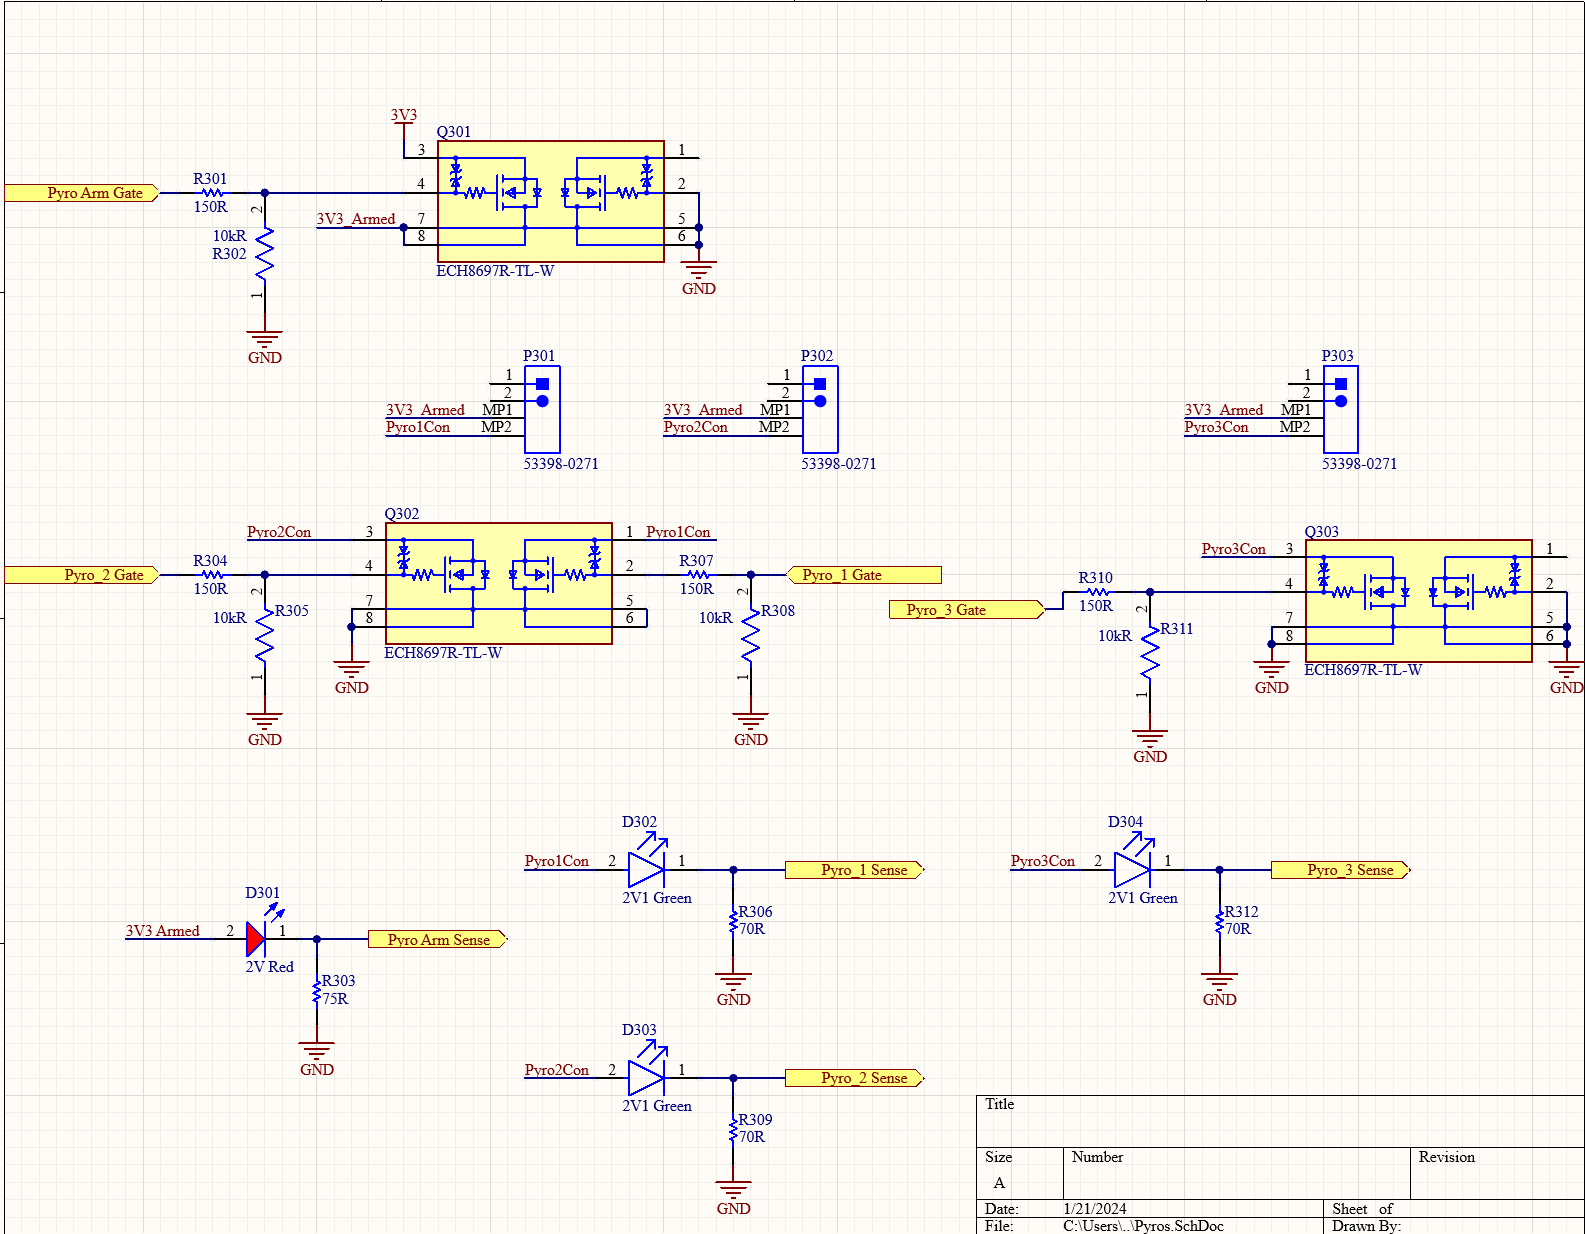 3V3
Q301
3
1
R301
4
2
Pyro Arm Gate
150R
2
3V3_Armed
7
5
10kR
8
6
R302
ECH8697R-TL-W
GND
1
GND
P301
P302
P303
1
1
1
2
2
2
3V3_Armed
MP1
3V3_Armed
MP1
3V3_Armed
MP1
Pyro1Con
MP2
Pyro2Con
MP2
Pyro3Con
MP2
53398-0271
53398-0271
53398-0271
Q302
Pyro2Con
3
1
Pyro1Con
R304
4
2
R307
Pyro_2 Gate
Pyro_1 Gate
150R
150R
2
2
7
5
10kR
R305
8
6
10kR
R308
ECH8697R-TL-W
1
1
GND
GND
GND
Q303
Pyro3Con
3
1
R310
4
2
150R
Pyro_3 Gate
2
7
5
10kR
R311
8
6
ECH8697R-TL-W
1
GND
GND
GND
D302
D304
Pyro1Con
2
1
Pyro_1 Sense
Pyro3Con
2
1
Pyro_3 Sense
2V1 Green
2V1 Green
R306
R312
70R
70R
GND
GND
D301
3V3 Armed
2
1
Pyro Arm Sense
2V Red
R303
75R
GND
D303
Pyro2Con
2
1
Pyro_2 Sense
2V1 Green
R309
70R
GND
Title
Size
Number
Revision
A
Date:
1/21/2024
Sheet of
File:
C:\Users\..\Pyros.SchDoc
Drawn By: